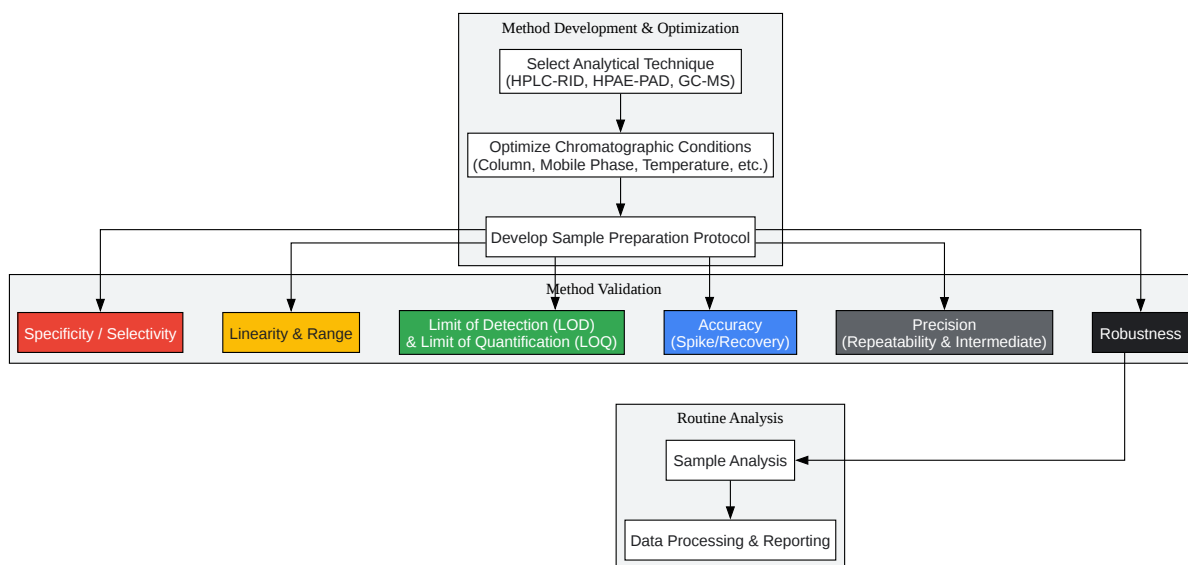 Method Development & Optimization
Select Analytical Technique
(HPLC-RID, HPAE-PAD, GC-MS)
Optimize Chromatographic Conditions
(Column, Mobile Phase, Temperature, etc.)
Develop Sample Preparation Protocol
Method Validation
Specificity / Selectivity
Linearity & Range
Limit of Detection (LOD)
& Limit of Quantification (LOQ)
Accuracy
(Spike/Recovery)
Precision
(Repeatability & Intermediate)
Robustness
Routine Analysis
Sample Analysis
Data Processing & Reporting